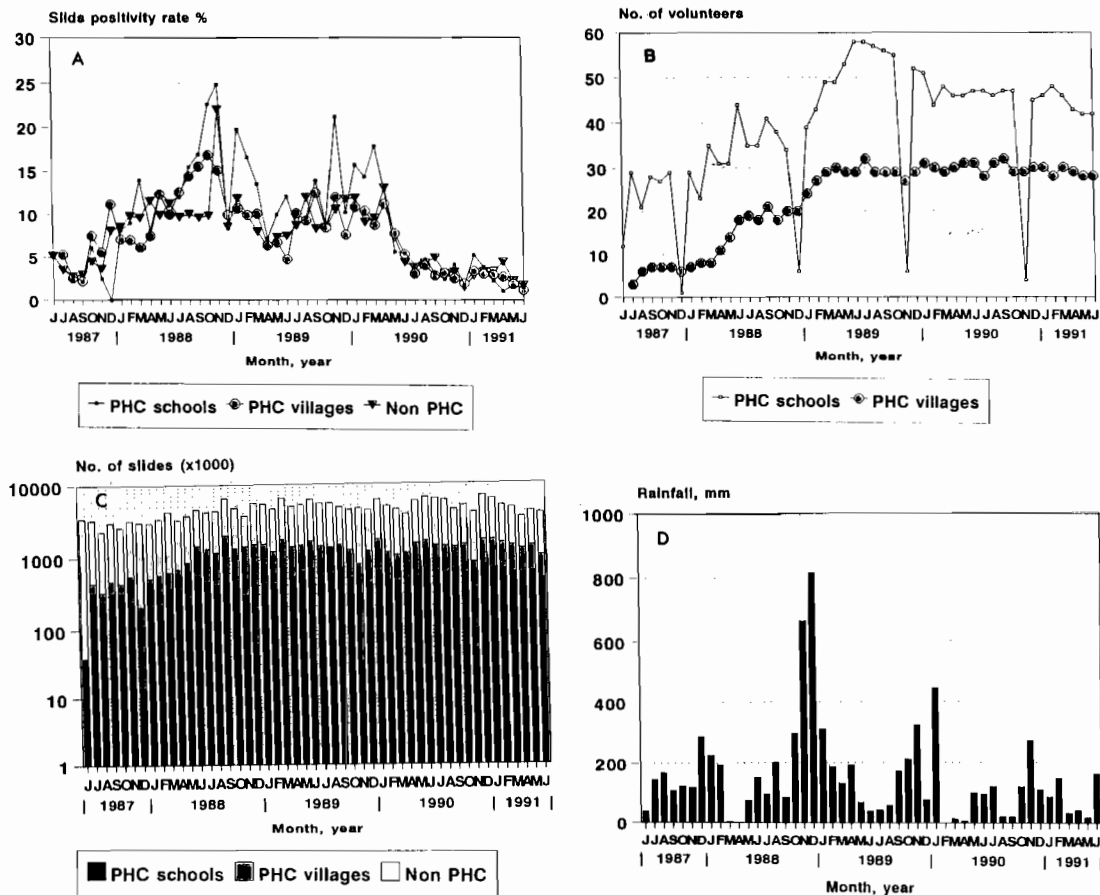 Slide positivity rate %
30
A
25
20
15
10
5
0
J J A S O N D J F M A M J J A S O N D J F M A M J J A S O N D J F M A M J J A S O N D J F M A M J
1987 | 1988 | 1989 | 1990 | 1991
Month, year
PHC schools PHC villages Non PHC
No. of volunteers
60
B
50
40
30
20
10
0
J J A S O N D J F M A M J J A S O N D J F M A M J J A S O N D J F M A M J J A S O N D J F M A M J
1987 | 1988 | 1989 | 1990 | 1991
Month, year
PHC schools PHC villages
No. of slides (x1000)
10000
C
1000
100
10
1
J J A S O N D J F M A M J J A S O N D J F M A M J J A S O N D J F M A M J J A S O N D J F M A M J
1987 | 1988 | 1989 | 1990 | 1991
Month, year
PHC schools PHC villages Non PHC
Rainfall, mm
1000
D
800
600
400
200
0
J J A S O N D J F M A M J J A S O N D J F M A M J J A S O N D J F M A M J J A S O N D J F M A M J
1987 | 1988 | 1989 | 1990 | 1991
Month, year